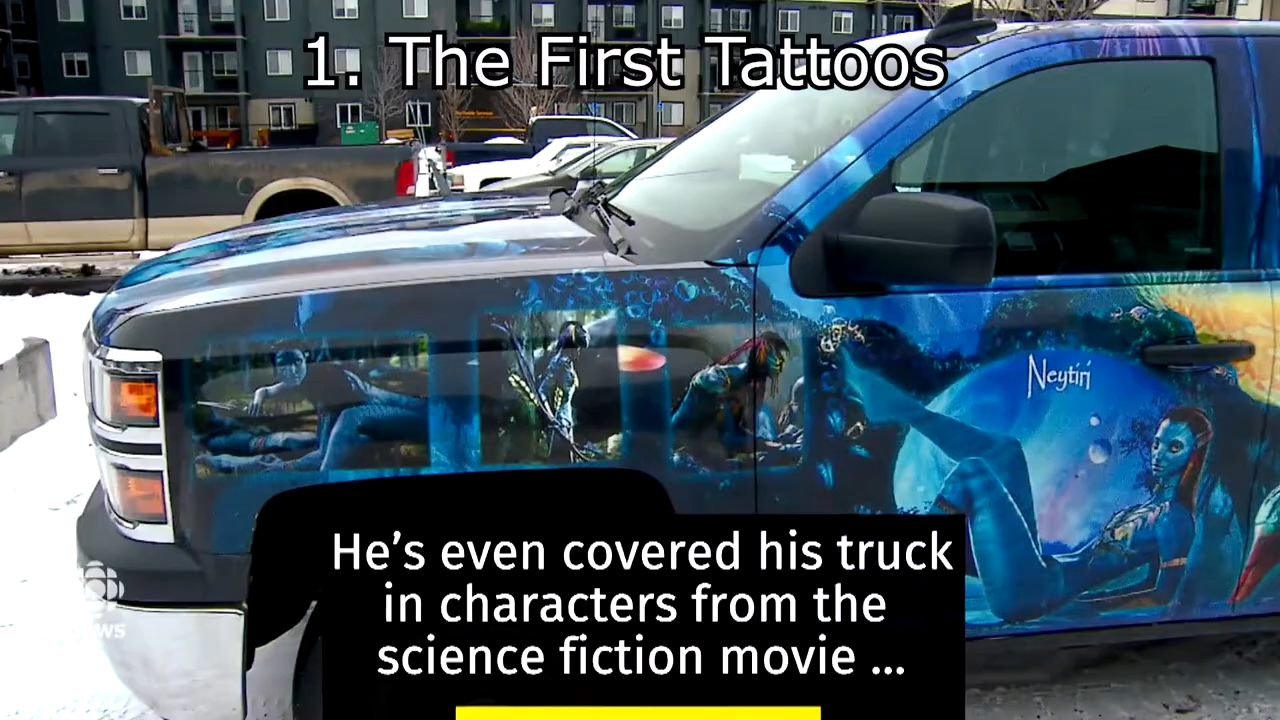 1. The First Tattoos
Neytiri
He’s even covered his truck
in characters from the
science fiction movie ...